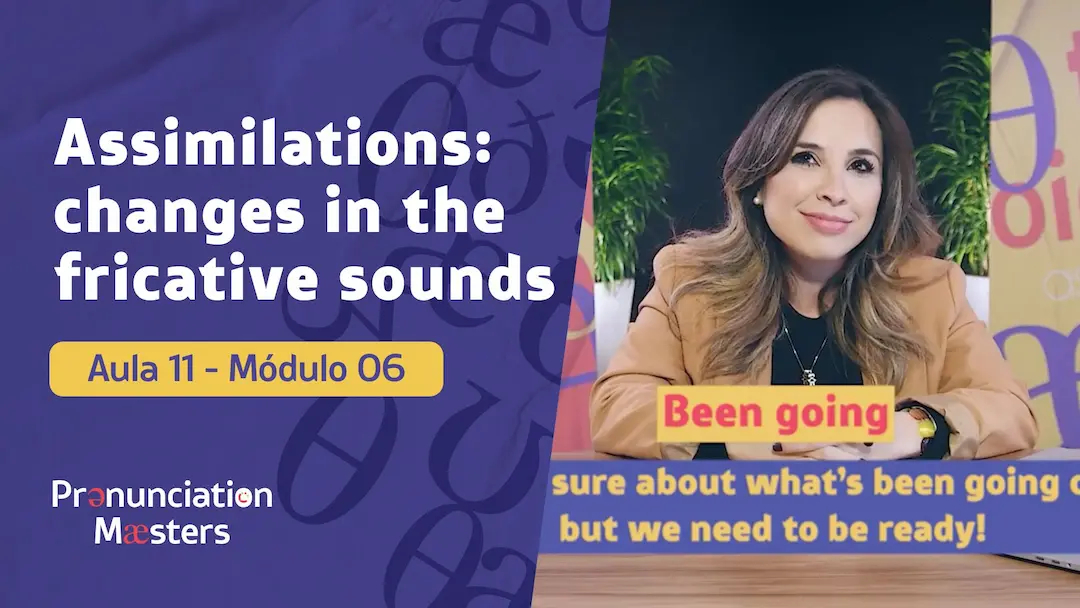 Assimilations:
changes in the
fricative sounds
Aula 11 - Módulo 06
Prənunciation
Mæsters
Been going
sure about what's been going
but we need to be ready!